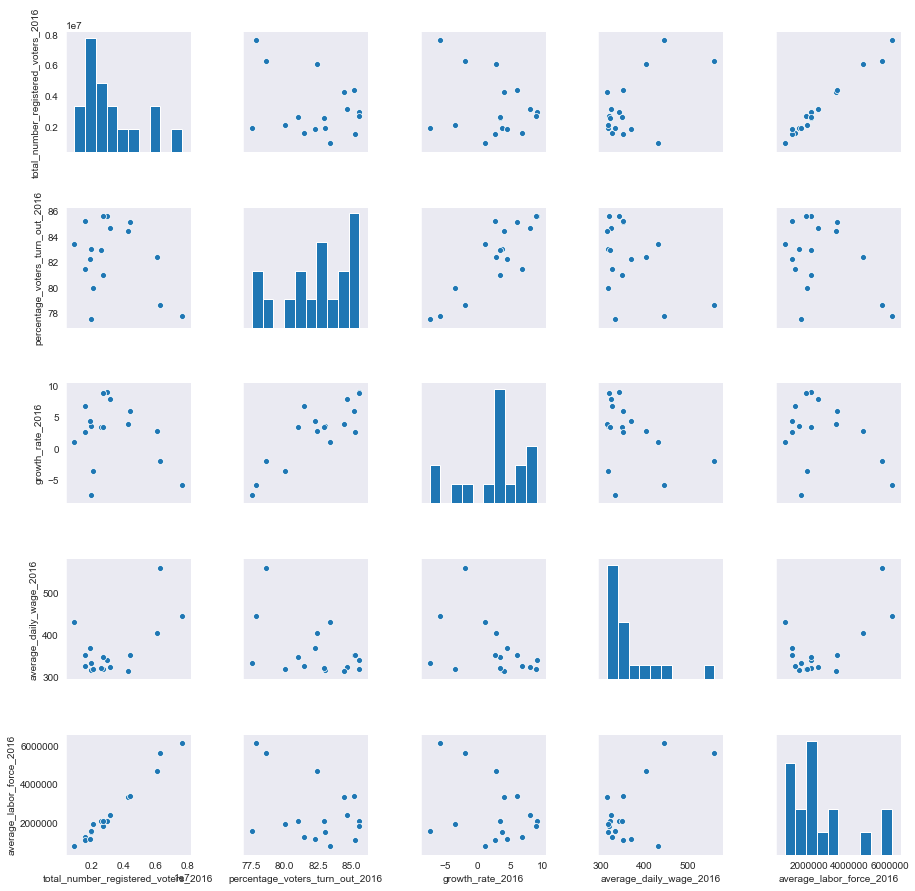 1e7
total_number_registered_voters_2016
0.8
0.6
0.4
0.2
percentage_voters_turn_out_2016
86
84
82
80
78
growth_rate_2016
10
5
0
−5
average_daily_wage_2016
500
400
300
average_labor_force_2016
6000000
4000000
2000000
0.2 0.4 0.6 0.8 77.5 80.0 82.5 85.0 −5 0 5 10 300 400 500 2000000 4000000 6000000
total_number_registered_voters_2016 1e7 percentage_voters_turn_out_2016 growth_rate_2016 average_daily_wage_2016 average_labor_force_2016